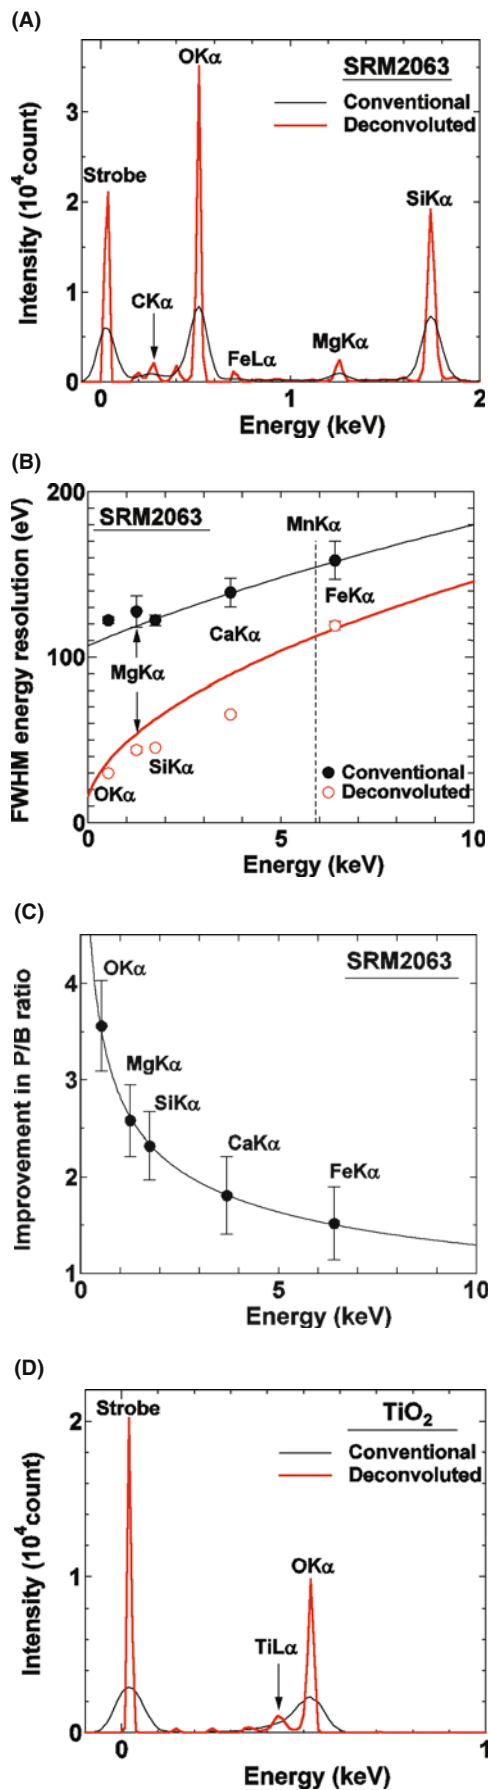 (A)
OKα
SRM2063
Conventional
Deconvoluted
Strobe
SiKα
CKα
FeLα
MgKα
3
2
1
0
0
1
2
Intensity (10⁴count)
Energy (keV)
(B)
200
SRM2063
MnKα
FeKα
CaKα
100
MgKα
SiKα
OKα
Conventional
Deconvoluted
0
0
5
10
FWHM energy resolution (eV)
Energy (keV)
(C)
SRM2063
4
OKα
3
MgKα
SiKα
2
CaKα
FeKα
1
0
5
10
Improvement in P/B ratio
Energy (keV)
(D)
Strobe
TiO₂
2
Conventional
Deconvoluted
OKα
1
TiLα
0
0
1
Intensity (10⁴count)
Energy (keV)